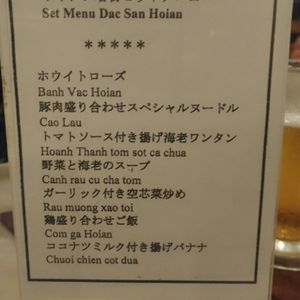 Set Menu Dac San Hoian
*****
ホワイトローズ
Banh Vac Hoian
豚肉盛り合わせスペシャルヌードル
Cao Lau
トマトソース付き揚げ海老ワンタン
Hoanh Thanh tom sot ca chua
野菜と海老のスープ
Canh rau cu cha tom
ガーリック付き空芯菜炒め
Rau muong xao toi
鶏盛り合わせご飯
Com ga Hoian
ココナツミルク付き揚げバナナ
Chuoi chien cot dua